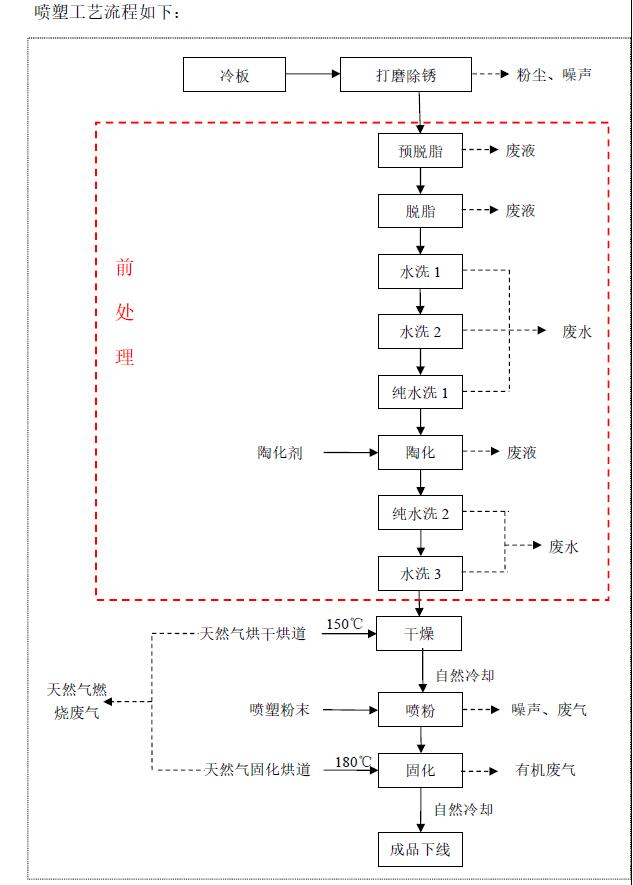 喷塑工艺流程如下：
冷板
打磨除锈
粉尘、噪声
预脱脂
废液
脱脂
废液
前
处
理
水洗 1
水洗 2
废水
纯水洗 1
陶化剂
陶化
废液
纯水洗 2
废水
水洗 3
天然气烘干烘道
150℃
干燥
自然冷却
天然气燃
烧废气
喷塑粉末
喷粉
噪声、废气
天然气固化烘道
180℃
固化
有机废气
自然冷却
成品下线